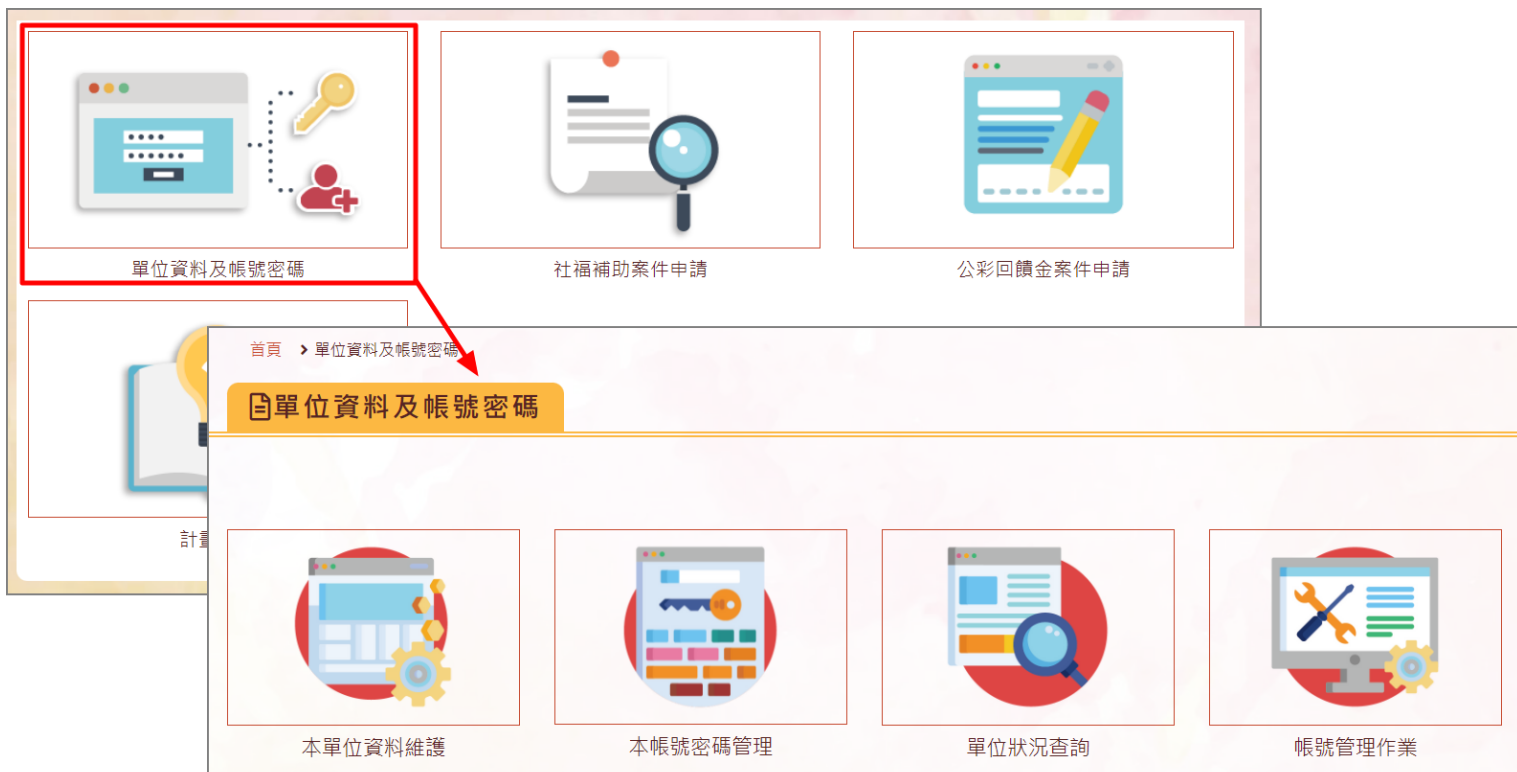 單位資料及帳號密碼
社福補助案件申請
公彩回饋金案件申請
首頁 > 單位資料及帳號密碼
單位資料及帳號密碼
計
本單位資料維護
本帳號密碼管理
單位狀況查詢
帳號管理作業